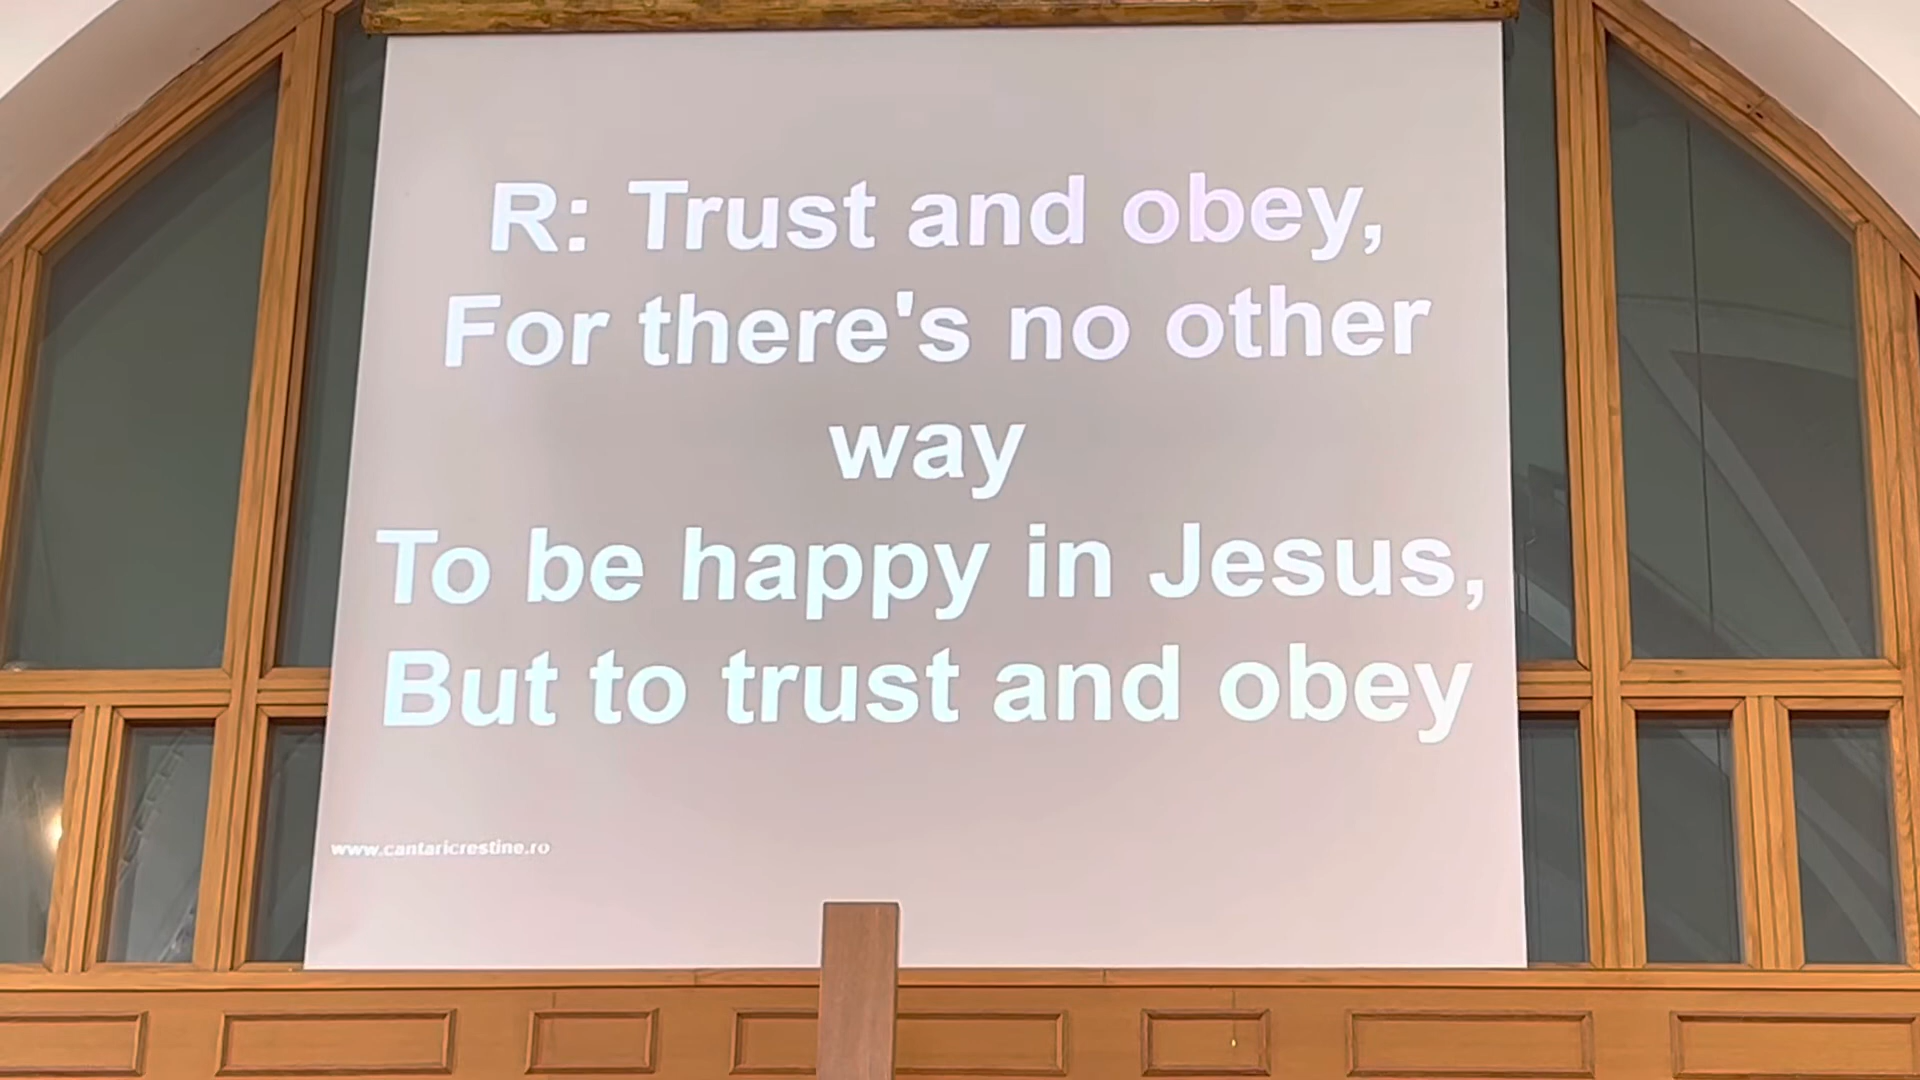 R: Trust and obey,
For there's no other
way
To be happy in Jesus,
But to trust and obey
www.cantaricrestine.ro